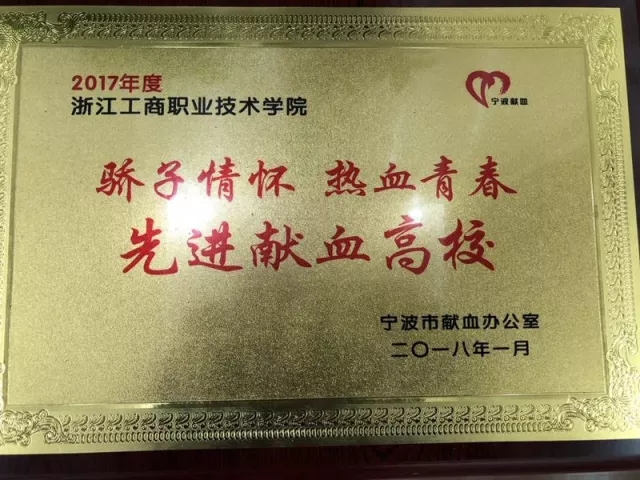 2017年度
浙江工商职业技术学院
宁波献血
骄子情怀 热血青春
先进献血高校
宁波市献血办公室
二〇一八年一月